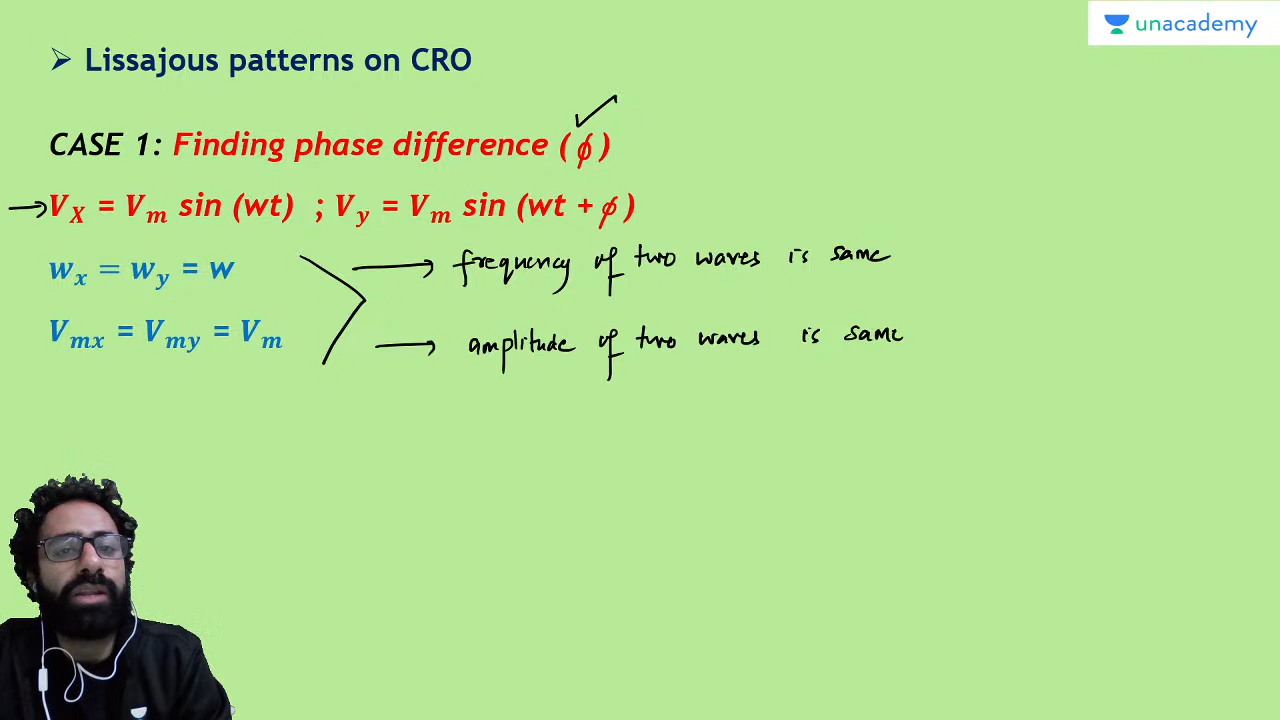 unacademy
➢ Lissajous patterns on CRO
CASE 1: Finding phase difference (ϕ)
V_X = V_m sin (wt) ; V_y = V_m sin (wt + ϕ)
w_x = w_y = w → frequency of two waves is same
V_mx = V_my = V_m → amplitude of two waves is same